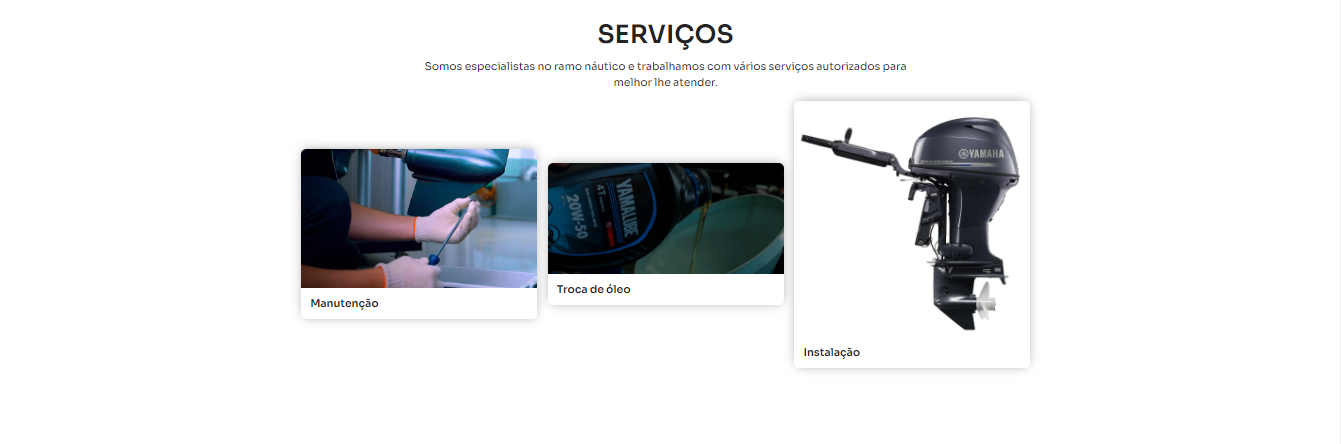 SERVIÇOS
Somos especialistas no ramo náutico e trabalhamos com vários serviços autorizados para
melhor lhe atender.
YAMALUBE
4T
20W-50
YAMAHA
Manutenção
Troca de óleo
Instalação